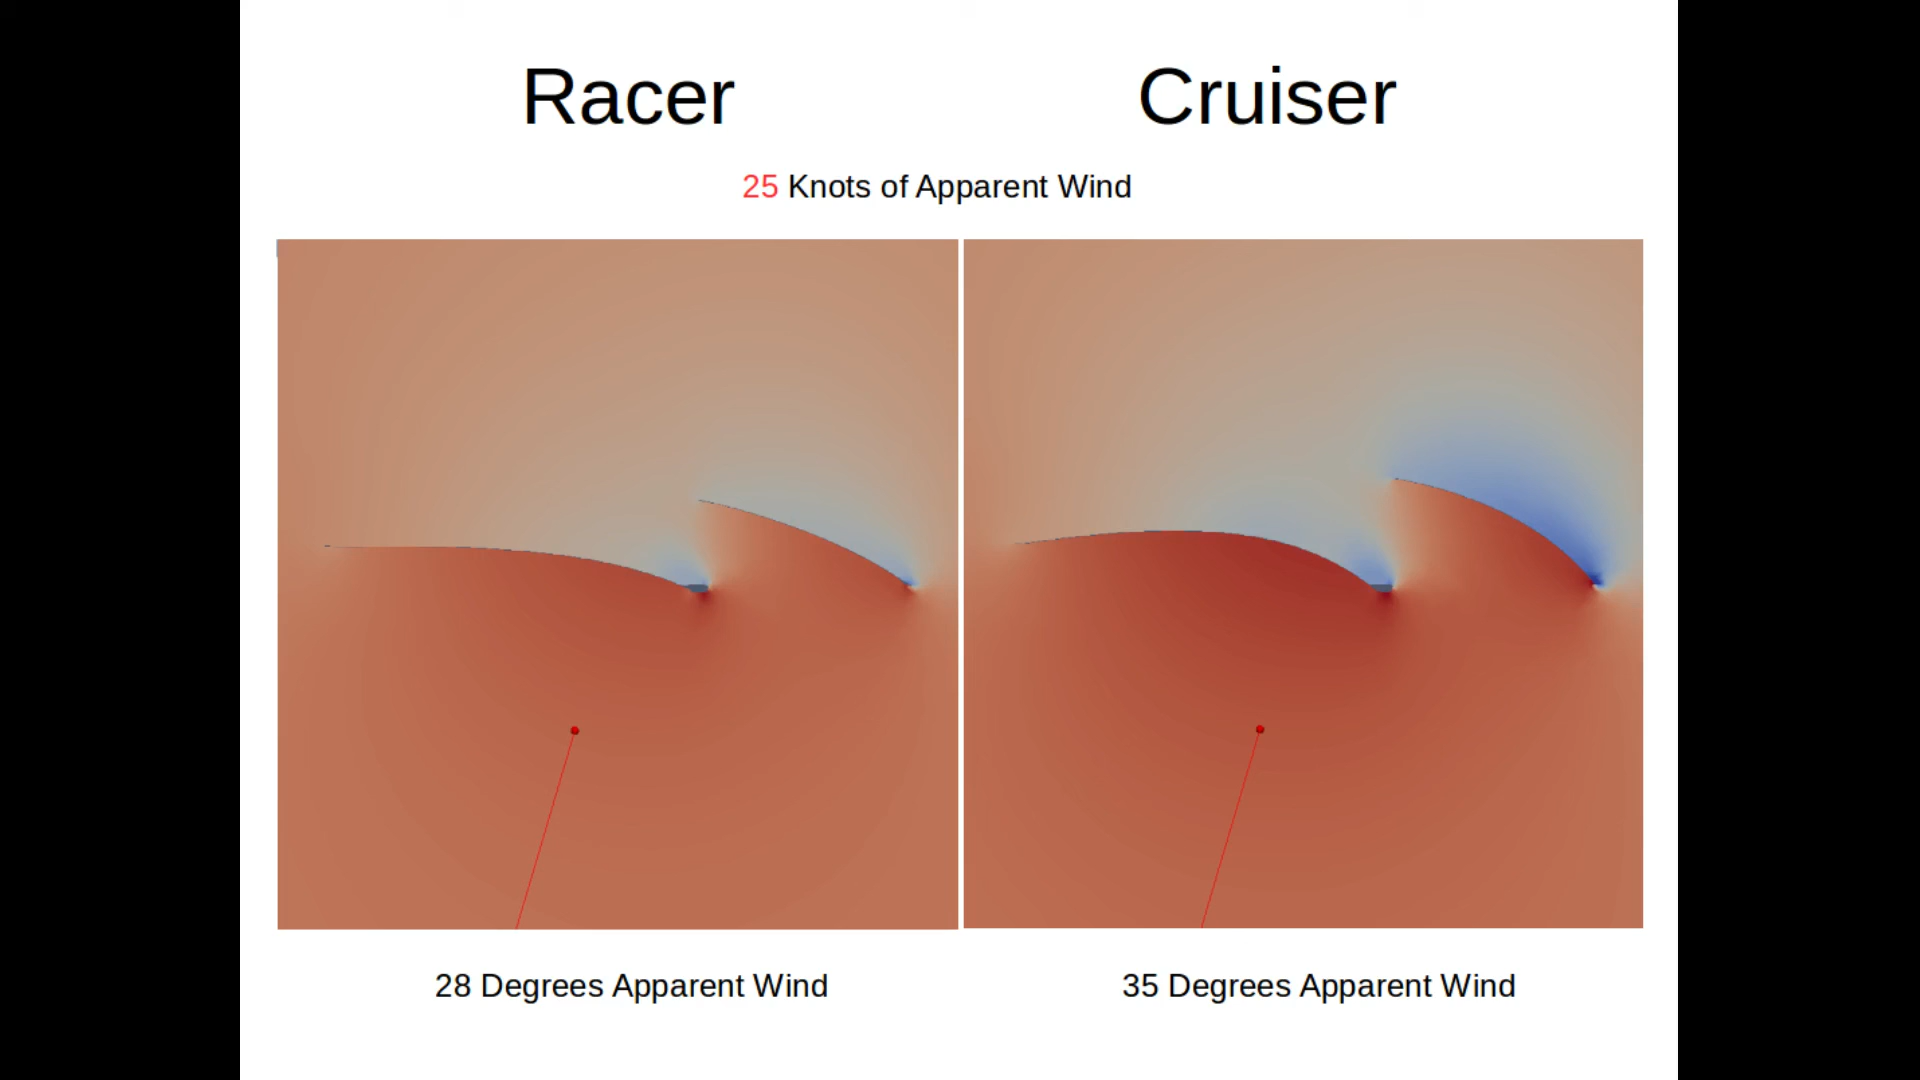 Racer
Cruiser
25 Knots of Apparent Wind
28 Degrees Apparent Wind
35 Degrees Apparent Wind